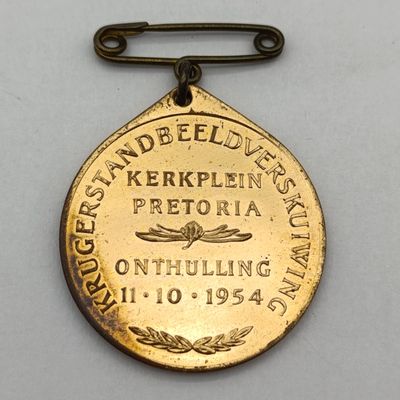 KRUGERSTANDBEELDVERSKUIWING
KERKPLEIN
PRETORIA
ONTHULLING
11·10·1954